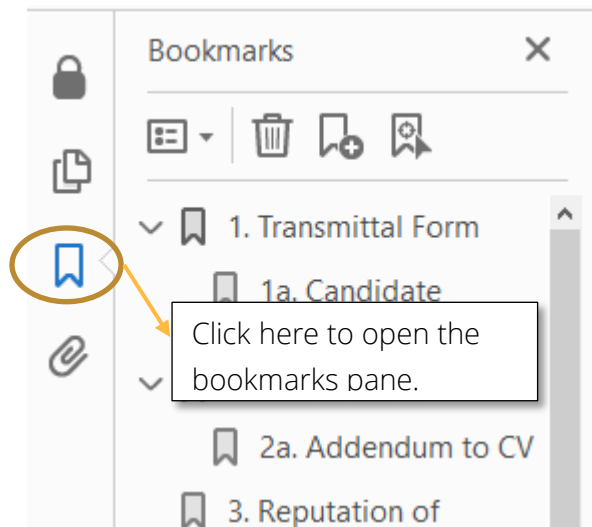 Bookmarks
1. Transmittal Form
1a. Candidate
Click here to open the
bookmarks pane.
2a. Addendum to CV
3. Reputation of